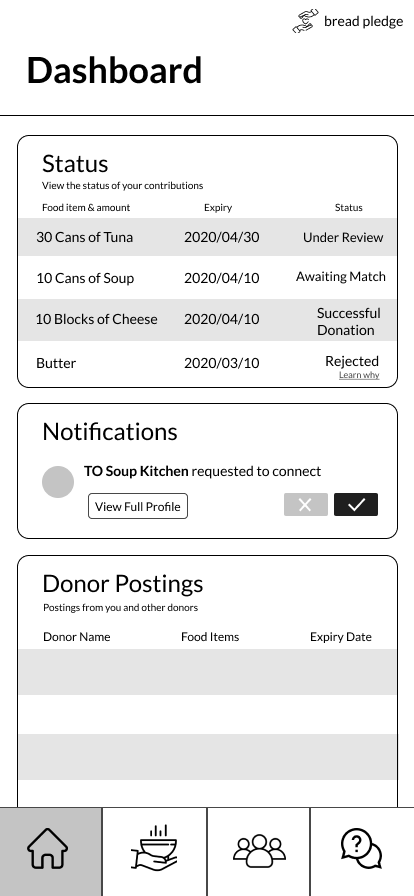 bread pledge
Dashboard
Status
View the status of your contributions
Food item & amount Expiry Status
30 Cans of Tuna 2020/04/30 Under Review
10 Cans of Soup 2020/04/10 Awaiting Match
10 Blocks of Cheese 2020/04/10 Successful
Donation
Butter 2020/03/10 Rejected
Learn why
Notifications
TO Soup Kitchen requested to connect
View Full Profile
Donor Postings
Postings from you and other donors
Donor Name Food Items Expiry Date
?